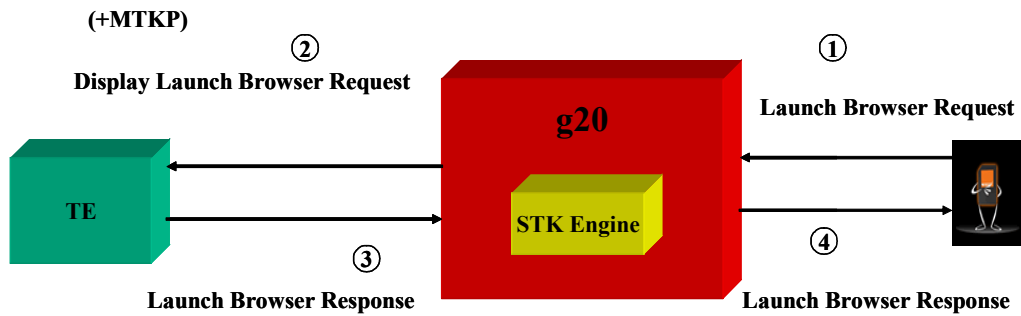 (+MTKP)
②
①
Display Launch Browser Request
Launch Browser Request
g20
TE
STK Engine
③
④
Launch Browser Response
Launch Browser Response